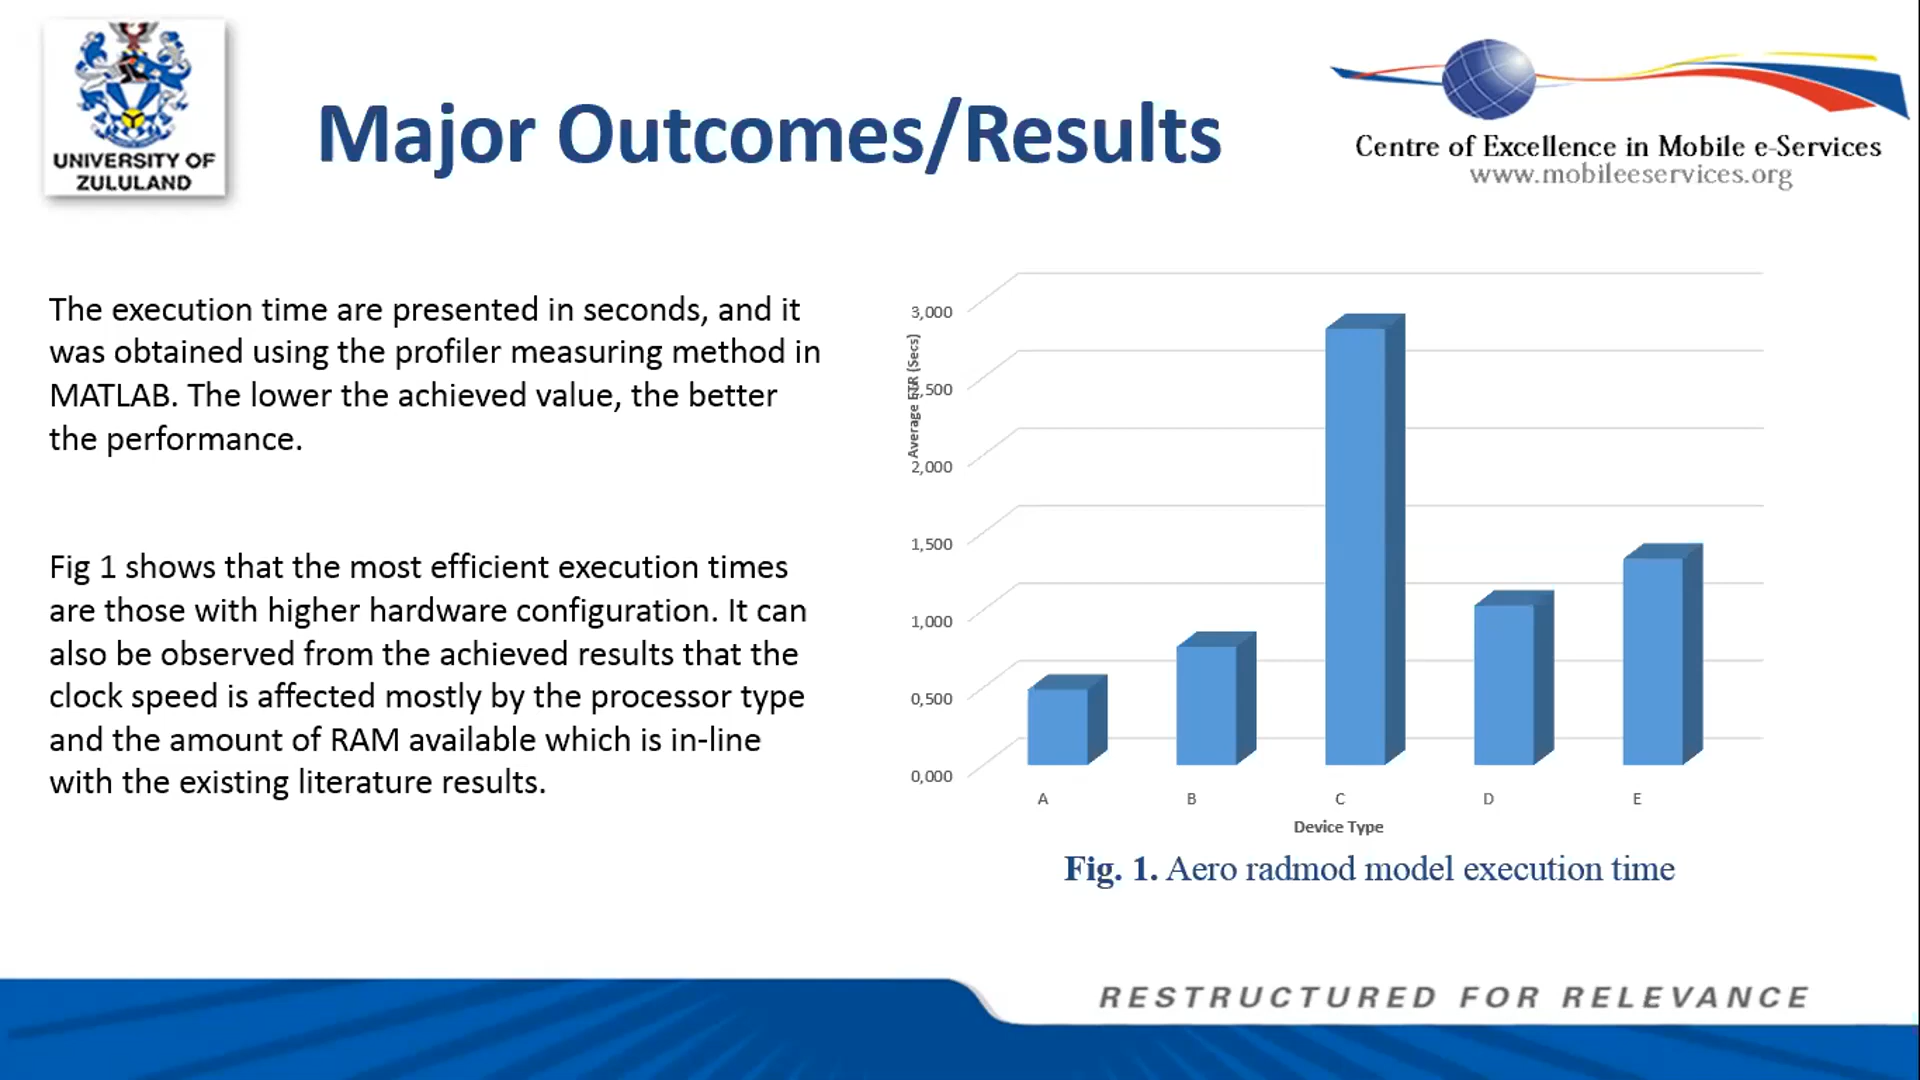 UNIVERSITY OF
ZULULAND
Major Outcomes/Results
Centre of Excellence in Mobile e-Services
www.mobileeservices.org
The execution time are presented in seconds, and it
was obtained using the profiler measuring method in
MATLAB. The lower the achieved value, the better
the performance.
Fig 1 shows that the most efficient execution times
are those with higher hardware configuration. It can
also be observed from the achieved results that the
clock speed is affected mostly by the processor type
and the amount of RAM available which is in-line
with the existing literature results.
Average ETR (Secs)
3,000
2,500
2,000
1,500
1,000
0,500
0,000
A B C D E
Device Type
Fig. 1. Aero radmod model execution time
RESTRUCTURED FOR RELEVANCE